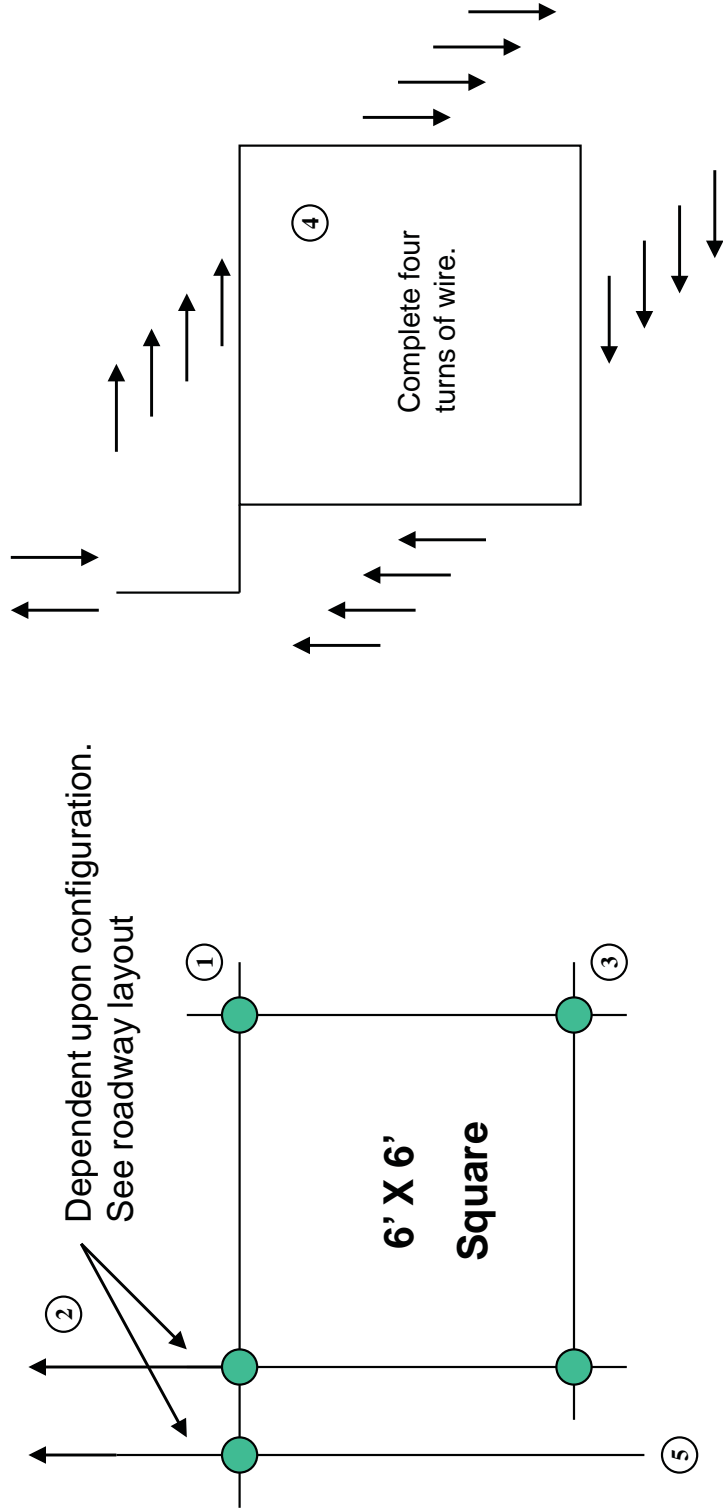 Dependent upon configuration.
See roadway layout
2
1
6’ X 6’
Square
3
5
4
Complete four
turns of wire.